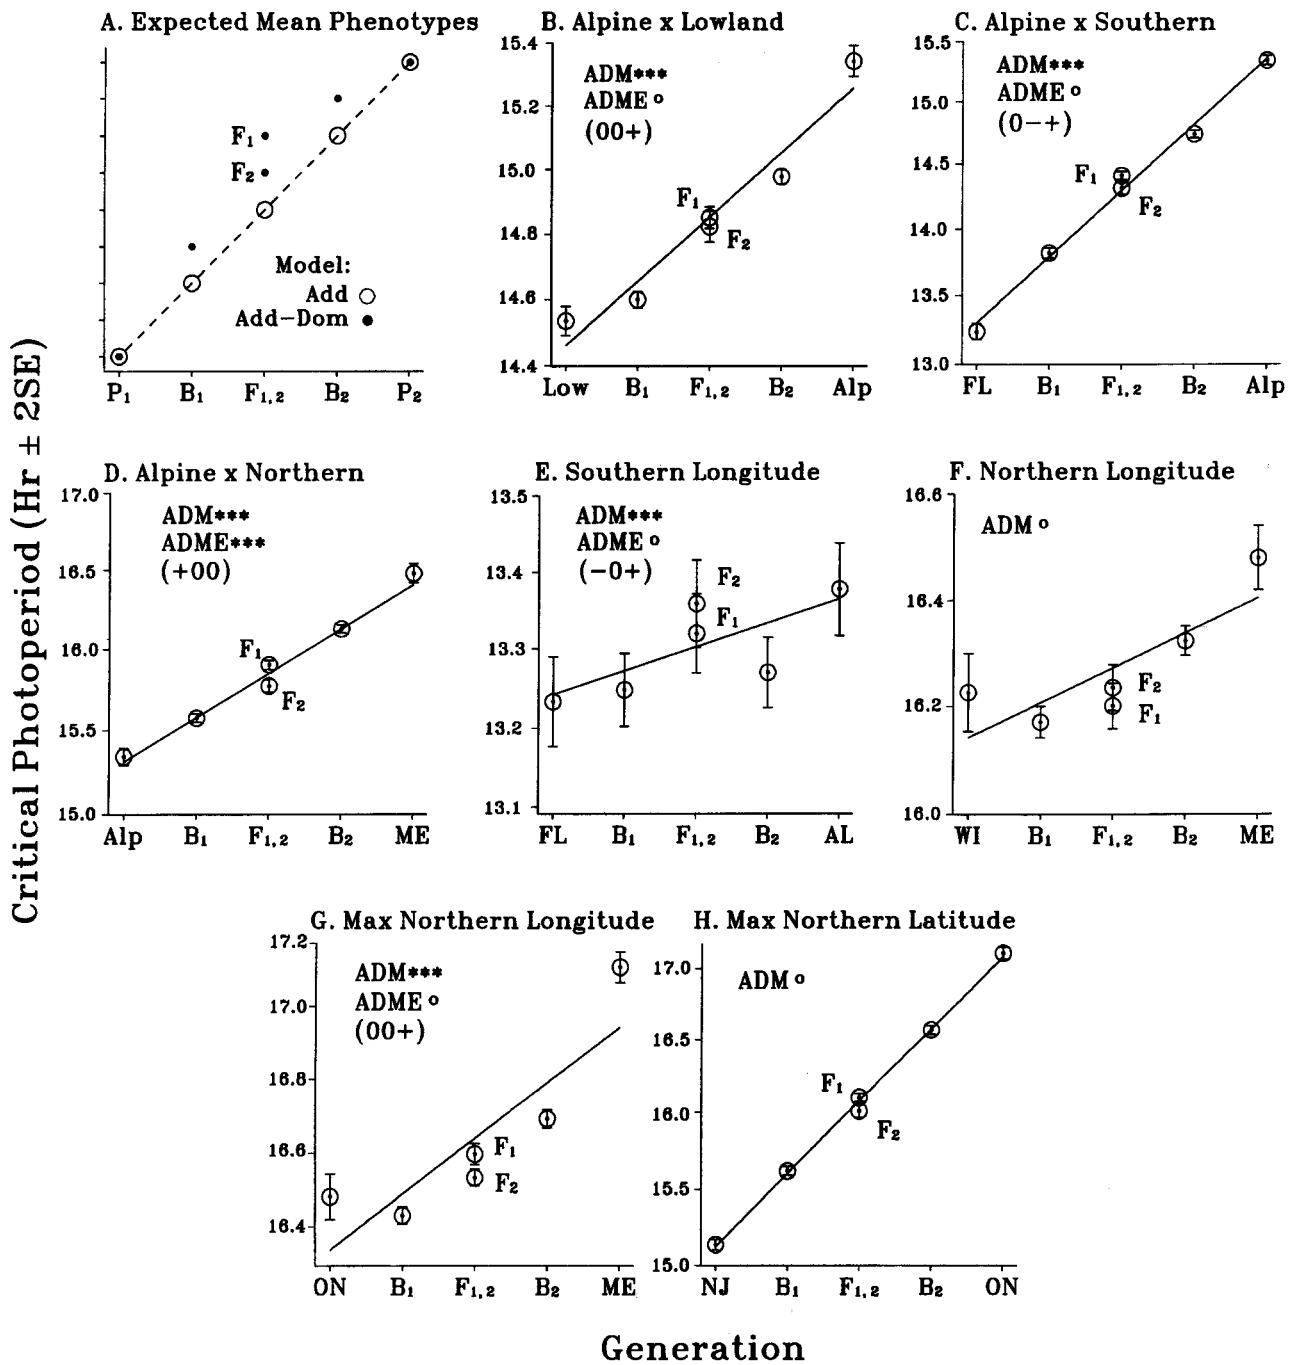 A. Expected Mean Phenotypes
F₁
F₂
Model:
Add
Add-Dom
P₁ B₁ F₁,₂ B₂ P₂
B. Alpine x Lowland
15.4
15.2
15.0
14.8
14.6
14.4
ADM***
ADME°
(00+)
F₁
F₂
Low B₁ F₁,₂ B₂ Alp
C. Alpine x Southern
15.5
15.0
14.5
14.0
13.5
13.0
ADM***
ADME°
(0-+)
F₁
F₂
FL B₁ F₁,₂ B₂ Alp
D. Alpine x Northern
17.0
16.5
16.0
15.5
15.0
ADM***
ADME***
(+00)
F₁
F₂
Alp B₁ F₁,₂ B₂ ME
E. Southern Longitude
13.5
13.4
13.3
13.2
13.1
ADM***
ADME°
(-0+)
F₂
F₁
FL B₁ F₁,₂ B₂ AL
F. Northern Longitude
16.6
16.4
16.2
16.0
ADM°
F₂
F₁
WI B₁ F₁,₂ B₂ ME
G. Max Northern Longitude
17.2
17.0
16.8
16.6
16.4
ADM***
ADME°
(00+)
F₁
F₂
ON B₁ F₁,₂ B₂ ME
H. Max Northern Latitude
17.0
16.5
16.0
15.5
15.0
ADM°
F₁
F₂
NJ B₁ F₁,₂ B₂ ON
Critical Photoperiod (Hr ± 2SE)
Generation